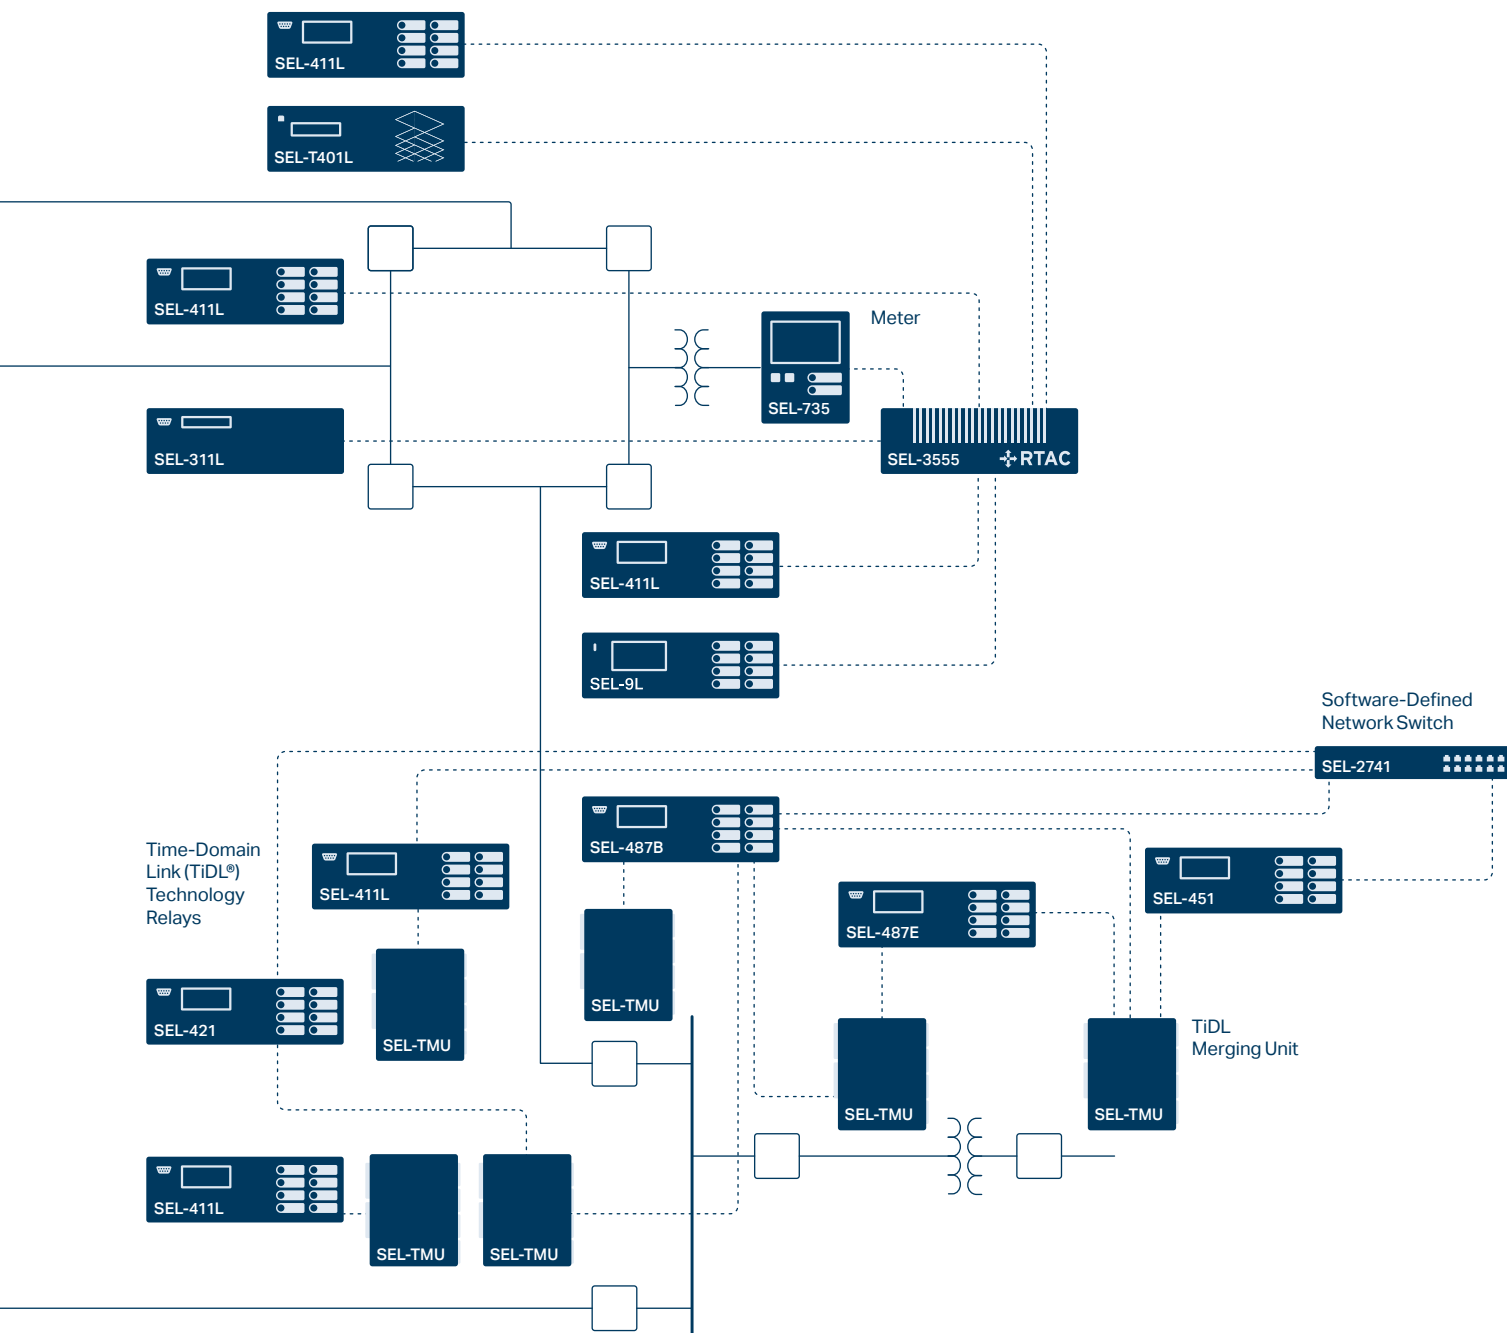 SEL-411L
SEL-T401L
SEL-411L
Meter
SEL-735
SEL-311L
SEL-3555
RTAC
SEL-411L
SEL-9L
Software-Defined
Network Switch
SEL-2741
SEL-487B
Time-Domain
Link (TiDL®)
Technology
Relays
SEL-411L
SEL-451
SEL-487E
SEL-TMU
SEL-421
SEL-TMU
TiDL
Merging Unit
SEL-TMU
SEL-TMU
SEL-411L
SEL-TMU
SEL-TMU